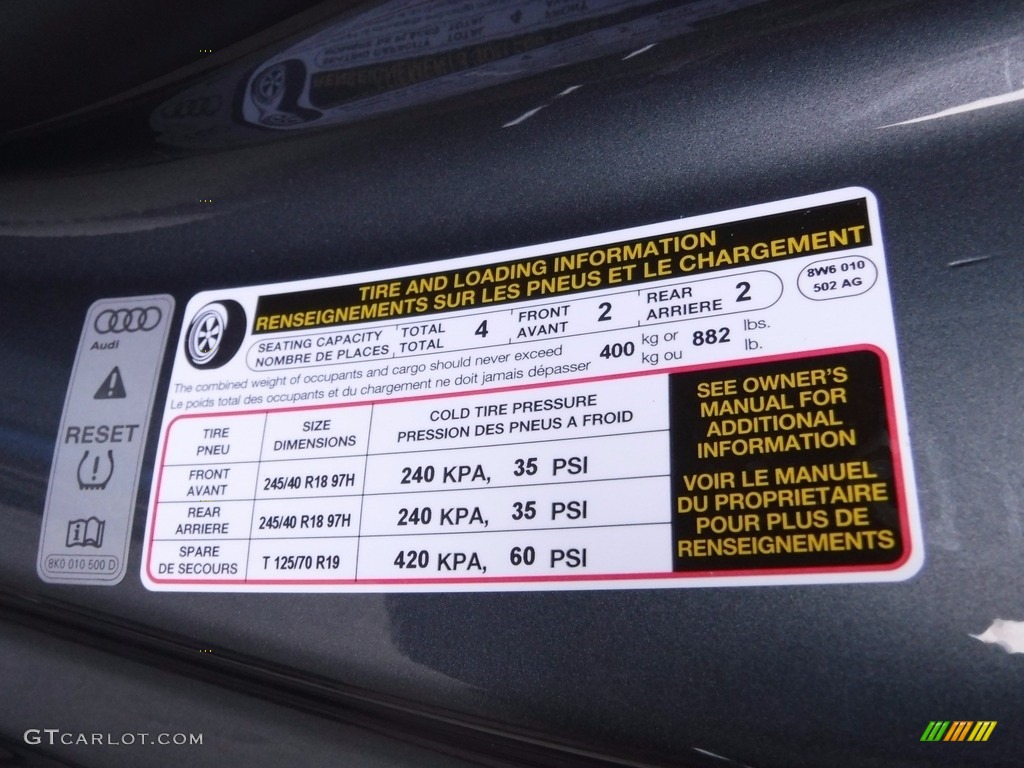 TIRE AND LOADING INFORMATION
RENSEIGNEMENTS SUR LES PNEUS ET LE CHARGEMENT
8W6 010
502 AG
SEATING CAPACITY TOTAL 4 FRONT 2 REAR 2
NOMBRE DE PLACES TOTAL AVANT ARRIERE
The combined weight of occupants and cargo should never exceed 400 kg or 882 lbs.
Le poids total des occupants et du chargement ne doit jamais dépasser kg ou lb.
TIRE
PNEU
SIZE
DIMENSIONS
COLD TIRE PRESSURE
PRESSION DES PNEUS A FROID
FRONT
AVANT
245/40 R18 97H
240 KPA, 35 PSI
REAR
ARRIERE
245/40 R18 97H
240 KPA, 35 PSI
SPARE
DE SECOURS
T 125/70 R19
420 KPA, 60 PSI
SEE OWNER'S
MANUAL FOR
ADDITIONAL
INFORMATION
VOIR LE MANUEL
DU PROPRIETAIRE
POUR PLUS DE
RENSEIGNEMENTS
Audi
RESET
8K0 010 500 D
GTCARLOT.COM